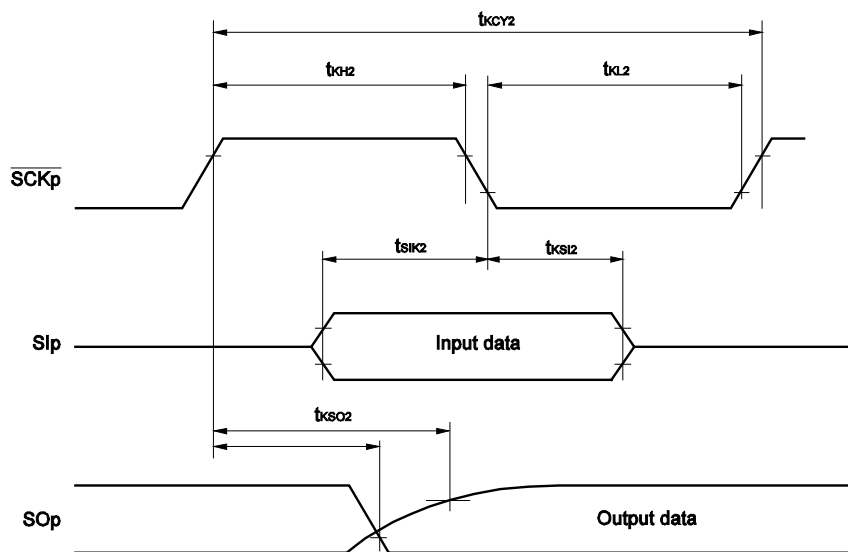 tKCY2
tKH2
tKL2
SCKp
tSIK2
tKSI2
SIp
Input data
tKSO2
SOp
Output data